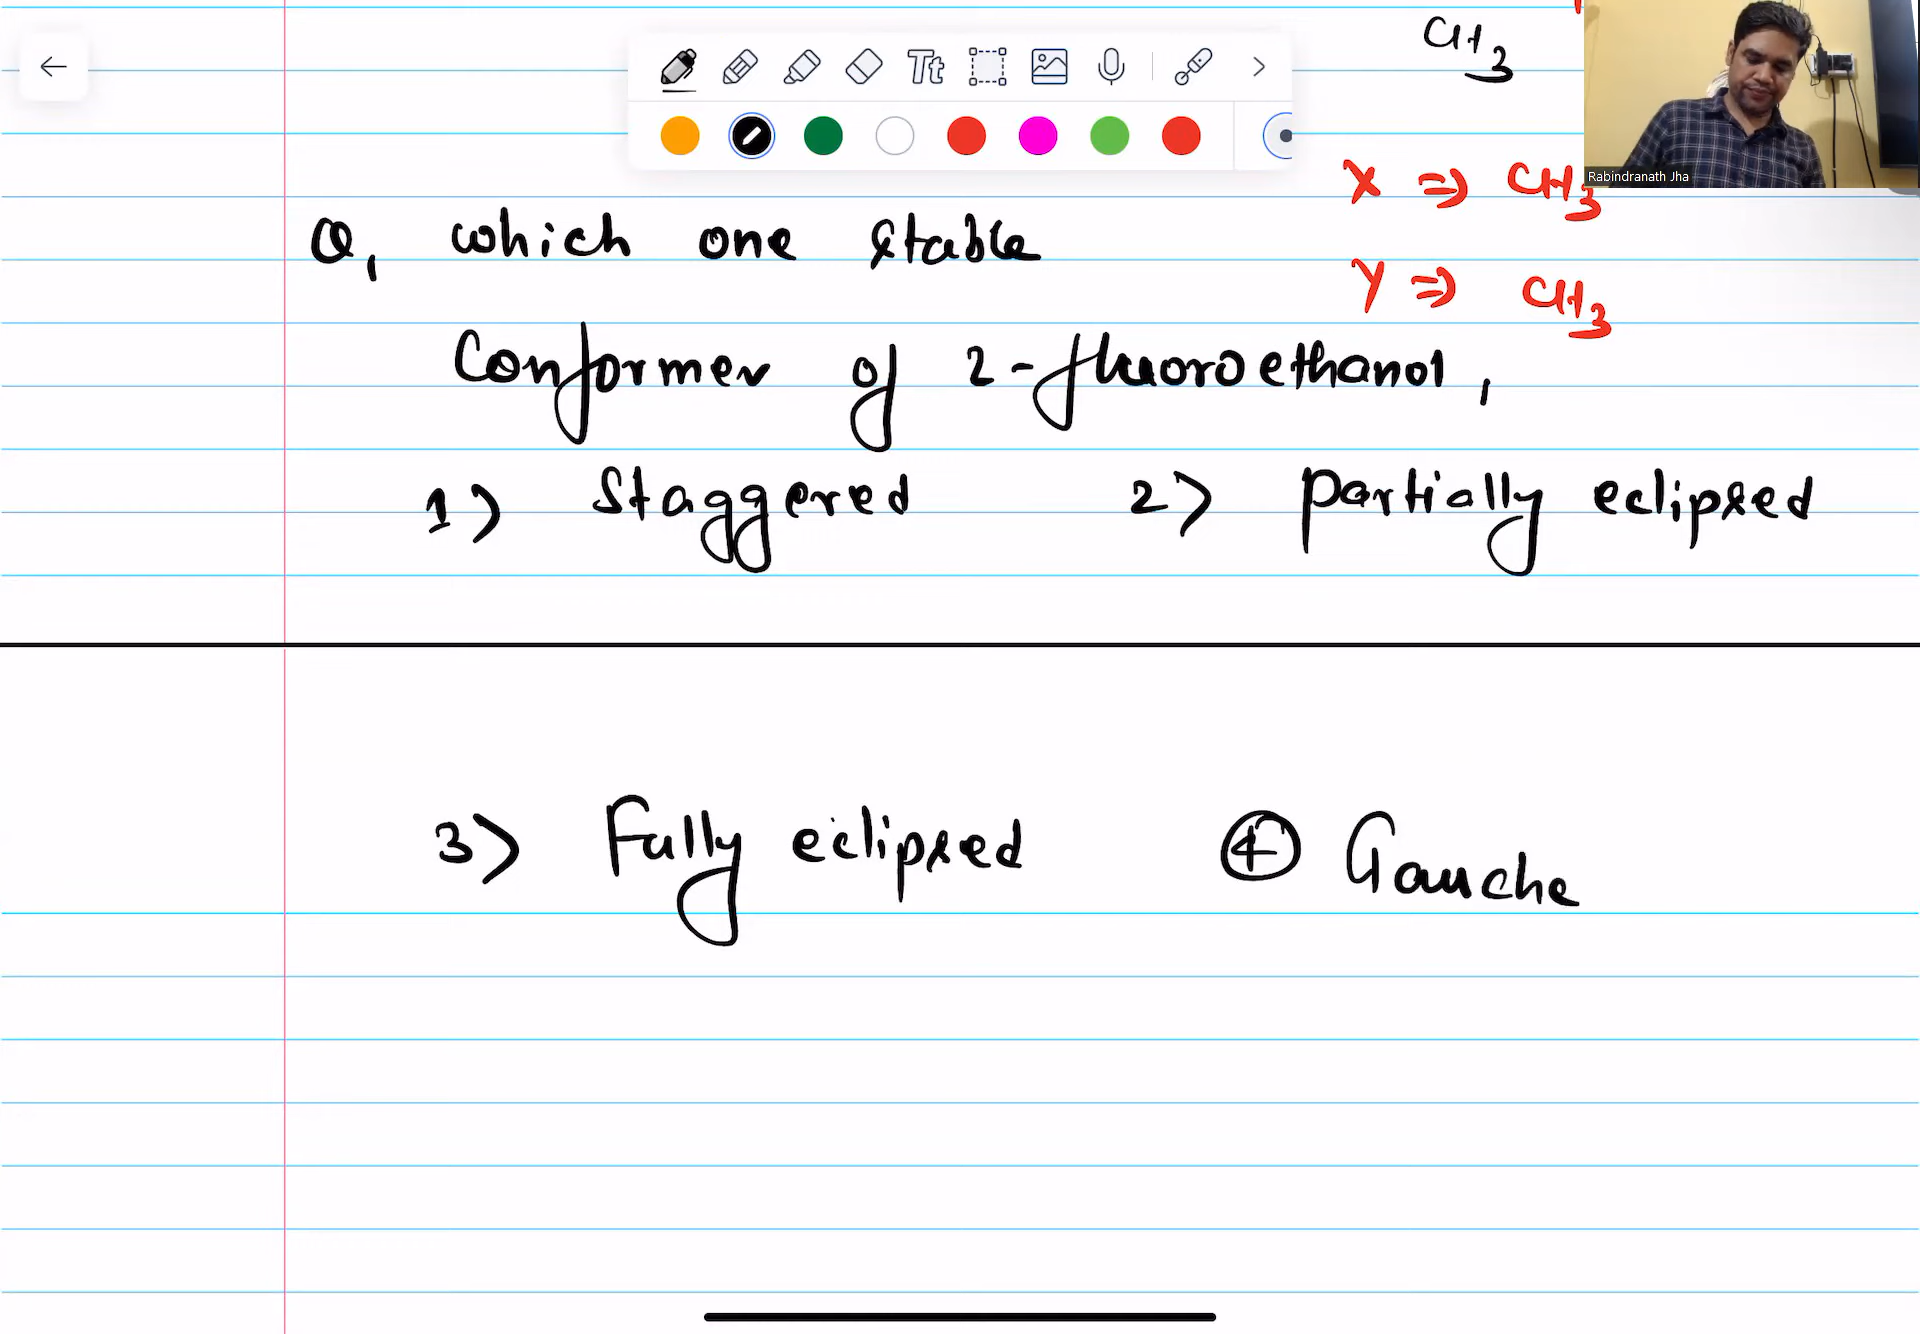 CH3
Tt
Rabindranath Jha
X ⇒ CH3
Q, which one stable
Y ⇒ CH3
Conformer of 2-fluoroethanol,
1) Staggered 2> Partially eclipsed
3> Fully eclipsed ④ Gauche